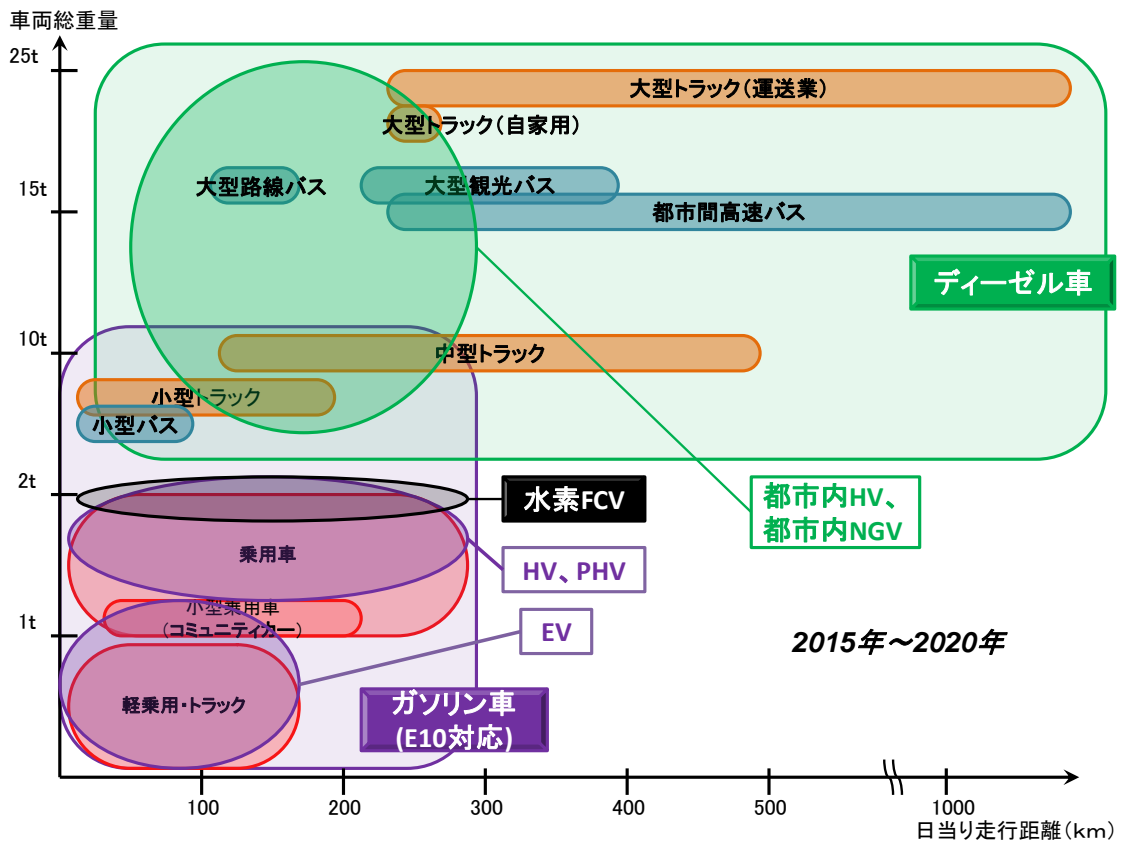 車両総重量
25t
大型トラック(運送業)
大型トラック(自家用)
15t
大型路線バス
大型観光バス
都市間高速バス
ディーゼル車
10t
中型トラック
小型トラック
小型バス
2t
水素FCV
都市内HV、
都市内NGV
乗用車
HV、PHV
小型乗用車
(コミュニティカー)
1t
EV
2015年~2020年
軽乗用・トラック
ガソリン車
(E10対応)
100
200
300
400
500
1000
日当り走行距離(km)